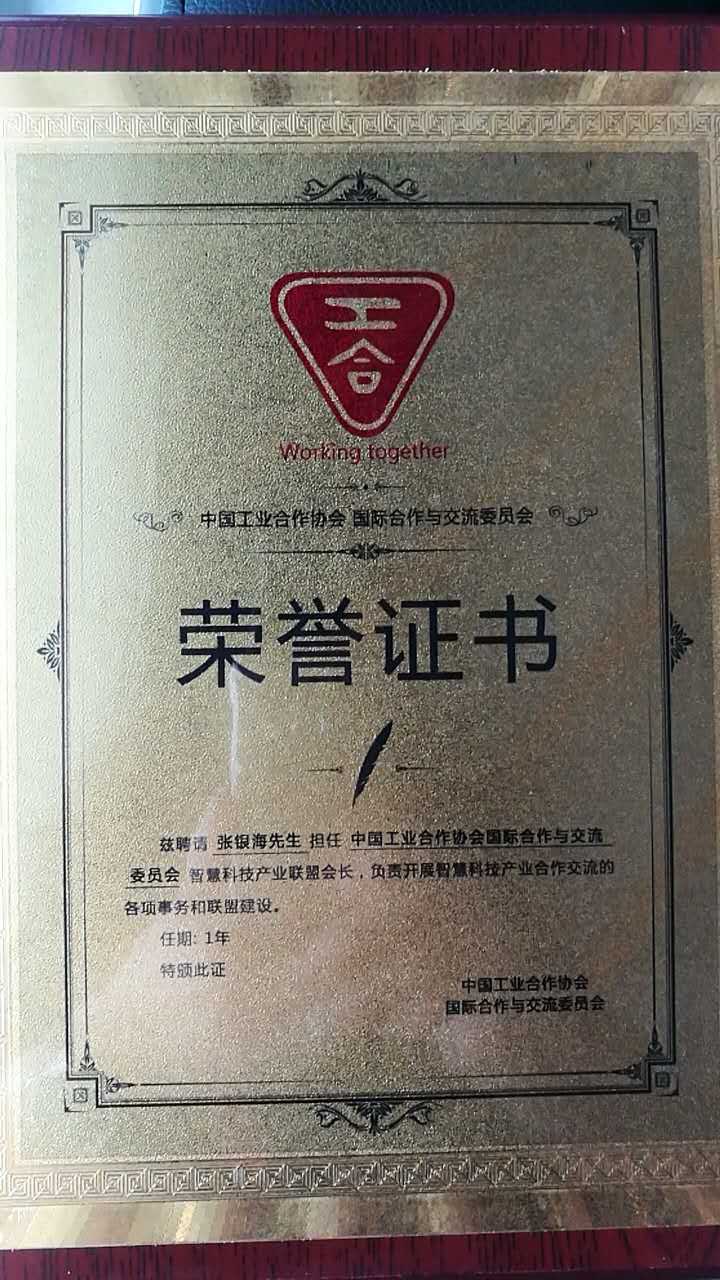 工
合
Working together
中国工业合作协会 国际合作与交流委员会
荣誉证书
兹聘请 张银海先生 担任 中国工业合作协会国际合作与交流
委员会 智慧科技产业联盟会长，负责开展智慧科技产业合作交流的
各项事务和联盟建设。
任期: 1年
特颁此证
中国工业合作协会
国际合作与交流委员会